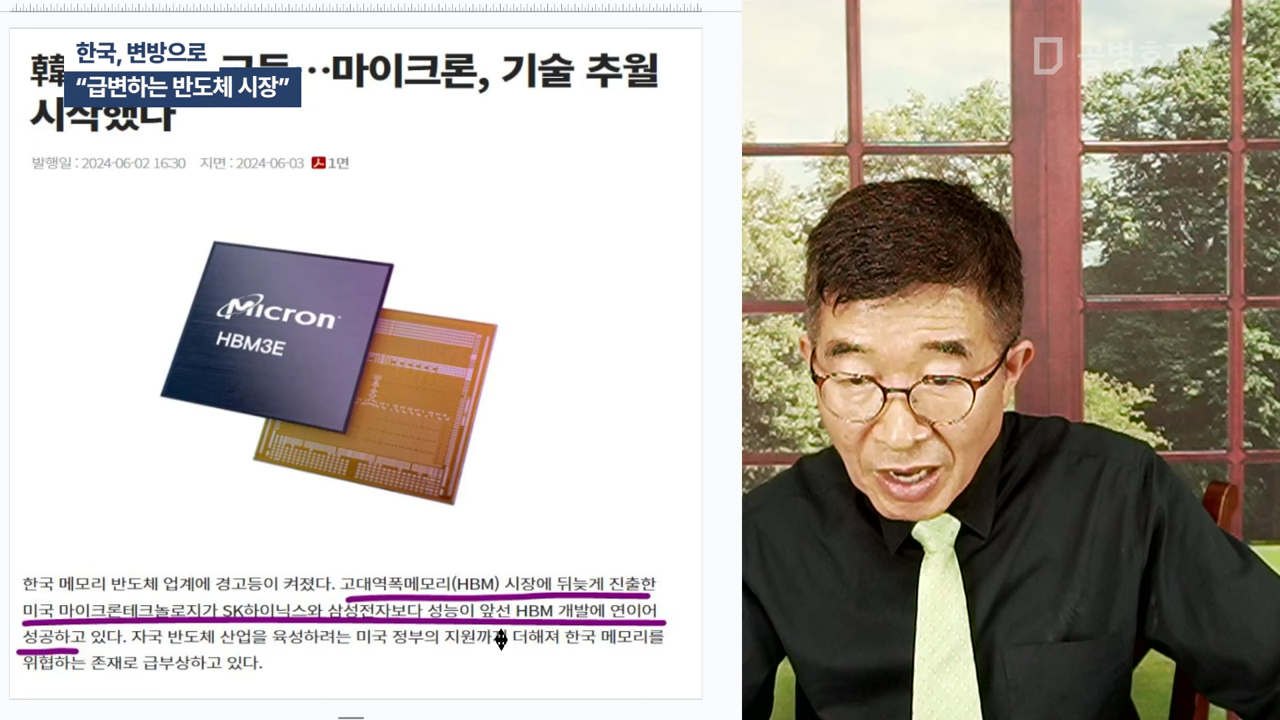 한국, 변방으로
“급변하는 반도체 시장”
韓 …마이크론, 기술 추월
시작했다
발행일 : 2024-06-02 16:30 지면 : 2024-06-03 1면
Micron
HBM3E
한국 메모리 반도체 업계에 경고등이 켜졌다. 고대역폭메모리(HBM) 시장에 뒤늦게 진출한
미국 마이크론테크놀로지가 SK하이닉스와 삼성전자보다 성능이 앞선 HBM 개발에 연이어
성공하고 있다. 자국 반도체 산업을 육성하려는 미국 정부의 지원까지 더해져 한국 메모리를
위협하는 존재로 급부상하고 있다.